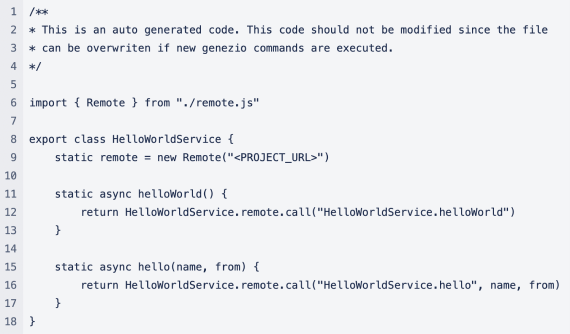 1 /**
2 * This is an auto generated code. This code should not be modified since the file
3 * can be overwriten if new genezio commands are executed.
4 */
5
6 import { Remote } from "./remote.js"
7
8 export class HelloWorldService {
9     static remote = new Remote("<PROJECT_URL>")
10
11     static async helloWorld() {
12         return HelloWorldService.remote.call("HelloWorldService.helloWorld")
13     }
14
15     static async hello(name, from) {
16         return HelloWorldService.remote.call("HelloWorldService.hello", name, from)
17     }
18 }